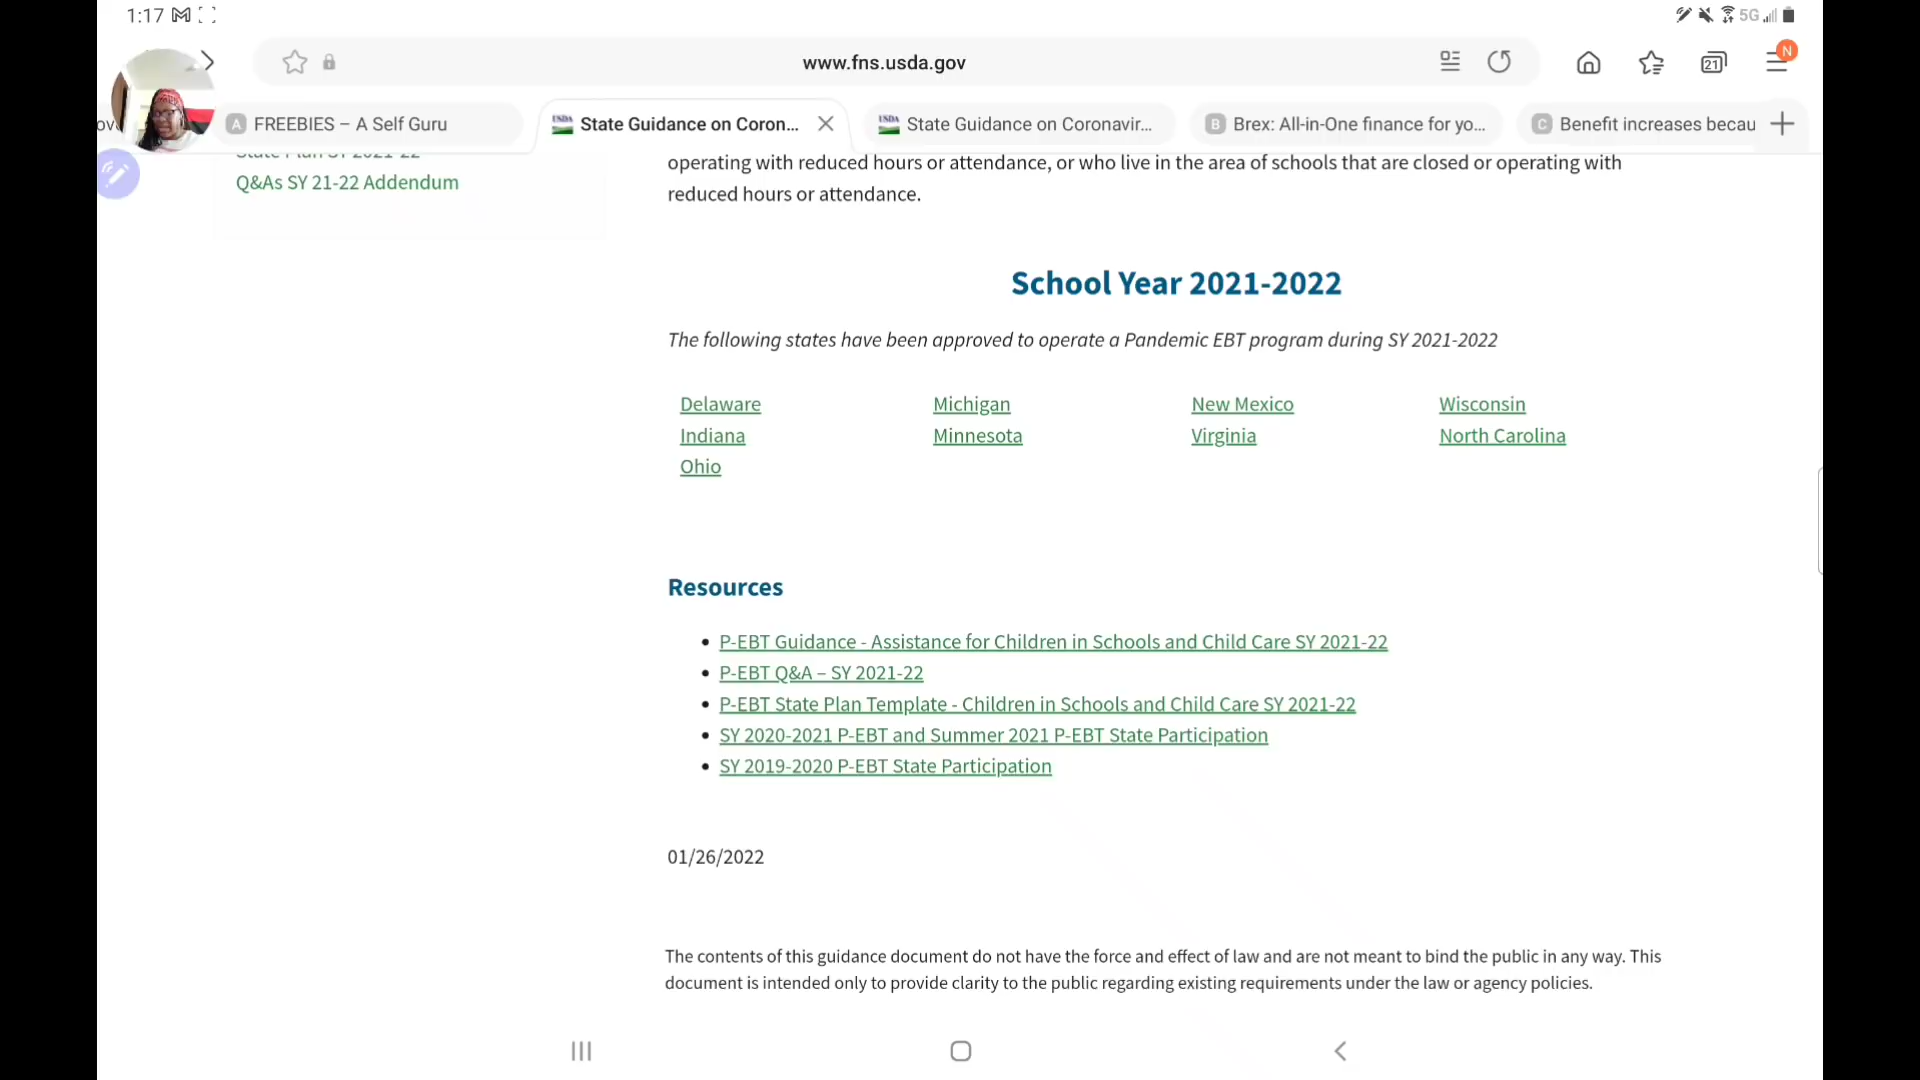 1:17
5G
www.fns.usda.gov
21
N
FREEBIES – A Self Guru
State Guidance on Coron...
State Guidance on Coronavir...
Brex: All-in-One finance for yo...
Benefit increases becau
State Plan SY 2021-22
Q&As SY 21-22 Addendum
operating with reduced hours or attendance, or who live in the area of schools that are closed or operating with
reduced hours or attendance.
School Year 2021-2022
The following states have been approved to operate a Pandemic EBT program during SY 2021-2022
Delaware Michigan New Mexico Wisconsin
Indiana Minnesota Virginia North Carolina
Ohio
Resources
P-EBT Guidance - Assistance for Children in Schools and Child Care SY 2021-22
P-EBT Q&A – SY 2021-22
P-EBT State Plan Template - Children in Schools and Child Care SY 2021-22
SY 2020-2021 P-EBT and Summer 2021 P-EBT State Participation
SY 2019-2020 P-EBT State Participation
01/26/2022
The contents of this guidance document do not have the force and effect of law and are not meant to bind the public in any way. This
document is intended only to provide clarity to the public regarding existing requirements under the law or agency policies.